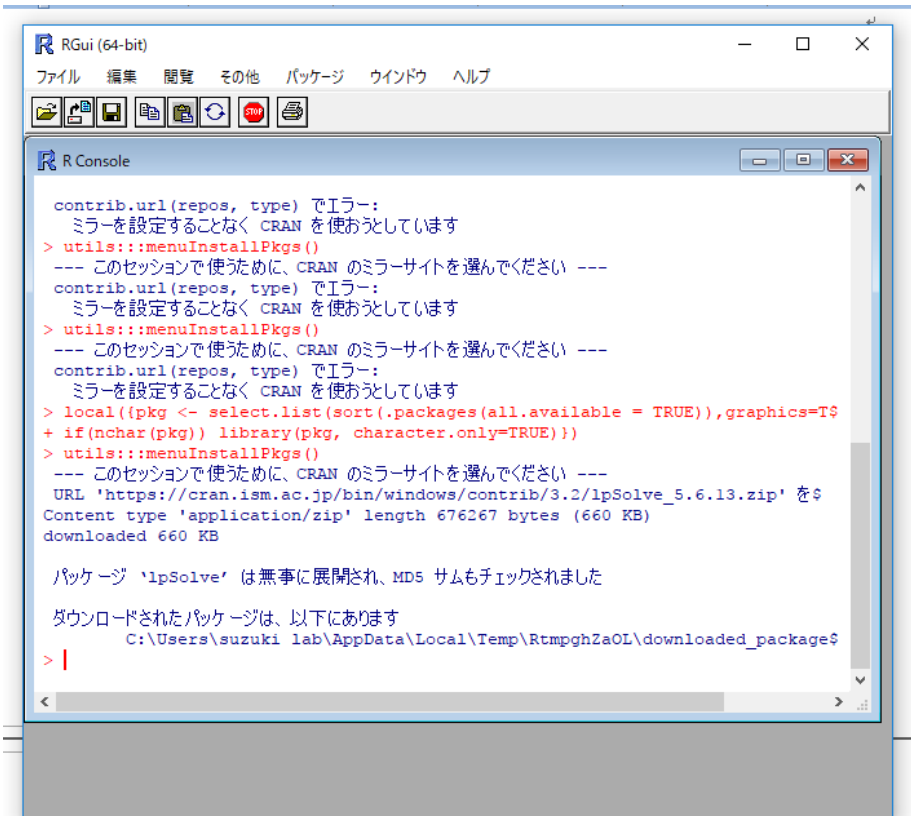 RGui (64-bit)
ファイル 編集 閲覧 その他 パッケージ ウインドウ ヘルプ
STOP
R Console
contrib.url(repos, type) でエラー:
ミラーを設定することなく CRAN を使おうとしています
> utils:::menuInstallPkgs()
--- このセッションで使うために、CRAN のミラーサイトを選んでください ---
contrib.url(repos, type) でエラー:
ミラーを設定することなく CRAN を使おうとしています
> utils:::menuInstallPkgs()
--- このセッションで使うために、CRAN のミラーサイトを選んでください ---
contrib.url(repos, type) でエラー:
ミラーを設定することなく CRAN を使おうとしています
> local({pkg <- select.list(sort(.packages(all.available = TRUE)),graphics=T$
+ if(nchar(pkg)) library(pkg, character.only=TRUE)})
> utils:::menuInstallPkgs()
--- このセッションで使うために、CRAN のミラーサイトを選んでください ---
URL 'https://cran.ism.ac.jp/bin/windows/contrib/3.2/lpSolve_5.6.13.zip' を$
Content type 'application/zip' length 676267 bytes (660 KB)
downloaded 660 KB
パッケージ ‘lpSolve’ は無事に展開され、MD5 サムもチェックされました
ダウンロードされたパッケージは、以下にあります
C:\Users\suzuki lab\AppData\Local\Temp\RtmpghZaOL\downloaded_package$
>